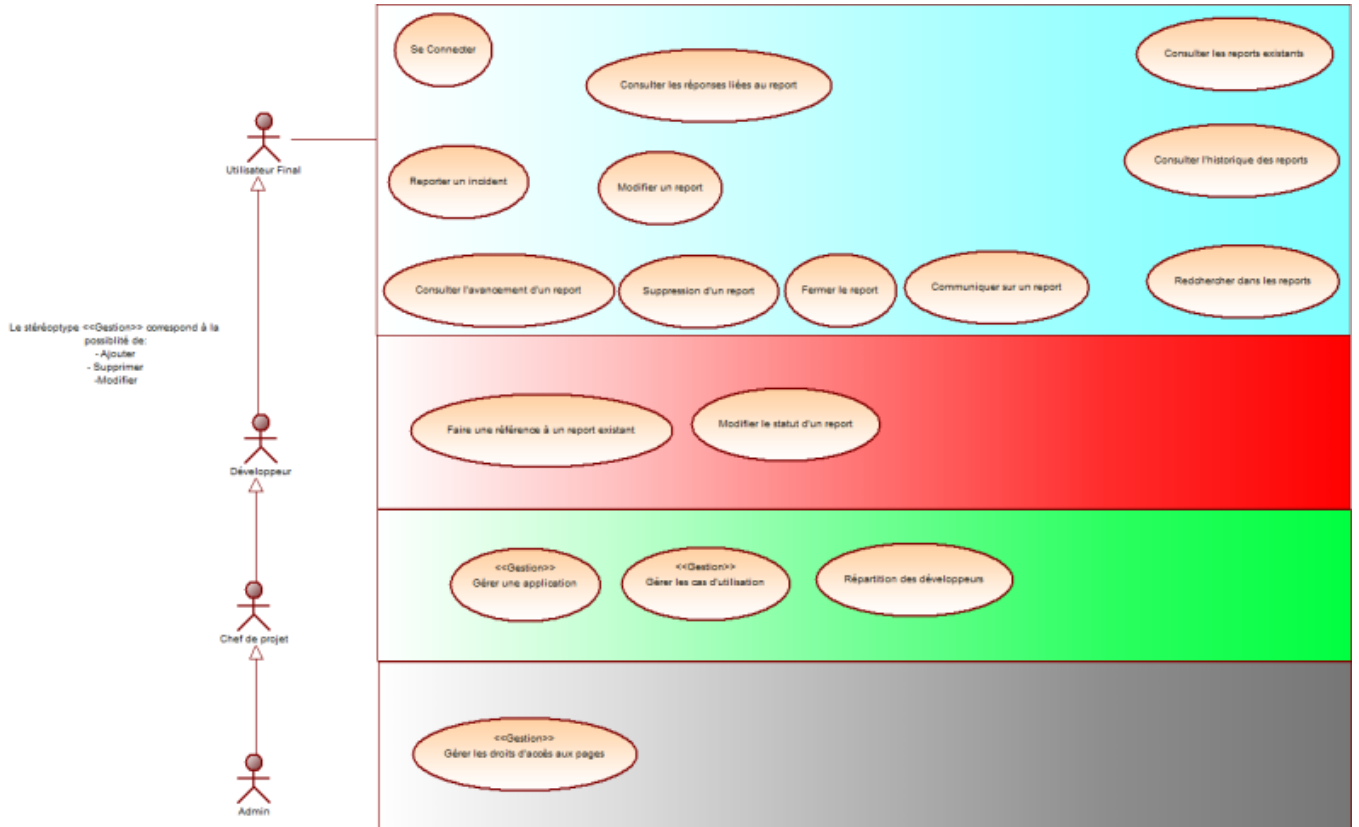 Se Connecter
Consulter les réponses liées au report
Consulter les reports existants
Utilisateur Final
Reporter un incident
Modifier un report
Consulter l'historique des reports
Consulter l'avancement d'un report
Suppression d'un report
Fermer le report
Communiquer sur un report
Redchercher dans les reports
Le stéréoptype <<Gestion>> correspond à la
possiblité de:
- Ajouter
- Supprimer
-Modifier
Développeur
Faire une référence à un report existant
Modifier le statut d'un report
Chef de projet
<<Gestion>>
Gérer une application
<<Gestion>>
Gérer les cas d'utilisation
Répartition des développeurs
Admin
<<Gestion>>
Gérer les droits d'accès aux pages